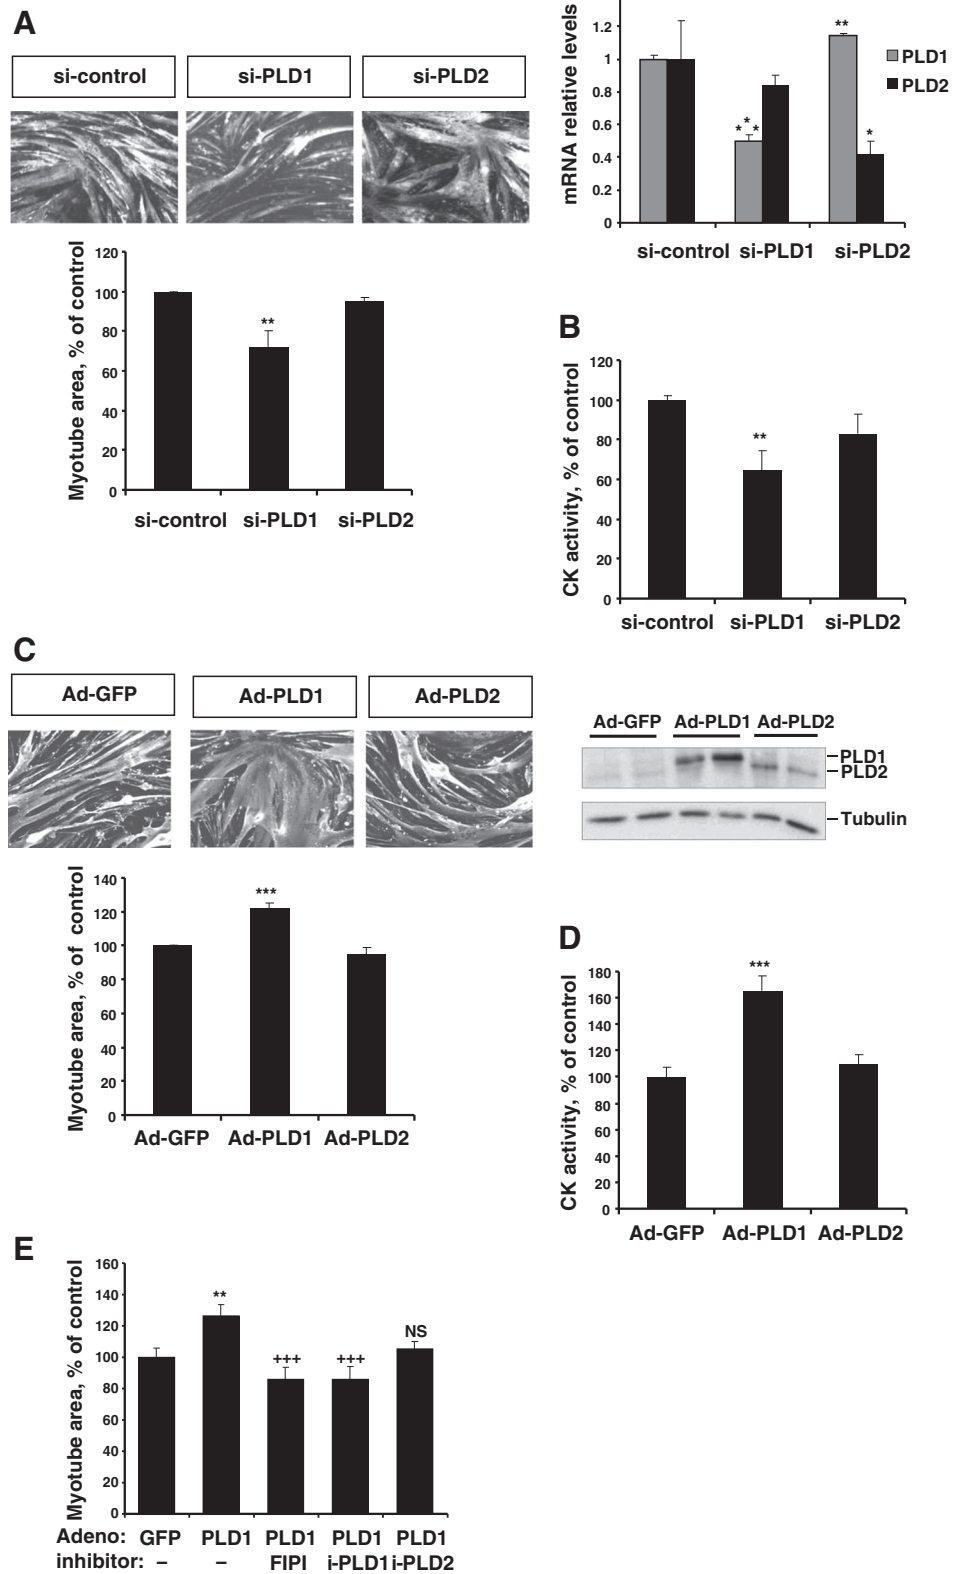 A
si-control si-PLD1 si-PLD2
Myotube area, % of control
120
100
80
60
40
20
0
**
si-control si-PLD1 si-PLD2
mRNA relative levels
1.2
1
0.8
0.6
0.4
0.2
0
***
**
*
PLD1
PLD2
si-control si-PLD1 si-PLD2
B
CK activity, % of control
120
100
80
60
40
20
0
**
si-control si-PLD1 si-PLD2
C
Ad-GFP Ad-PLD1 Ad-PLD2
Ad-GFP Ad-PLD1 Ad-PLD2
PLD1
PLD2
Tubulin
Myotube area, % of control
140
120
100
80
60
40
20
0
***
Ad-GFP Ad-PLD1 Ad-PLD2
D
CK activity, % of control
180
160
140
120
100
80
60
40
20
0
***
Ad-GFP Ad-PLD1 Ad-PLD2
E
Myotube area, % of control
160
140
120
100
80
60
40
20
0
**
+++
+++
NS
Adeno: GFP PLD1 PLD1 PLD1 PLD1
inhibitor: – – FIPI i-PLD1 i-PLD2